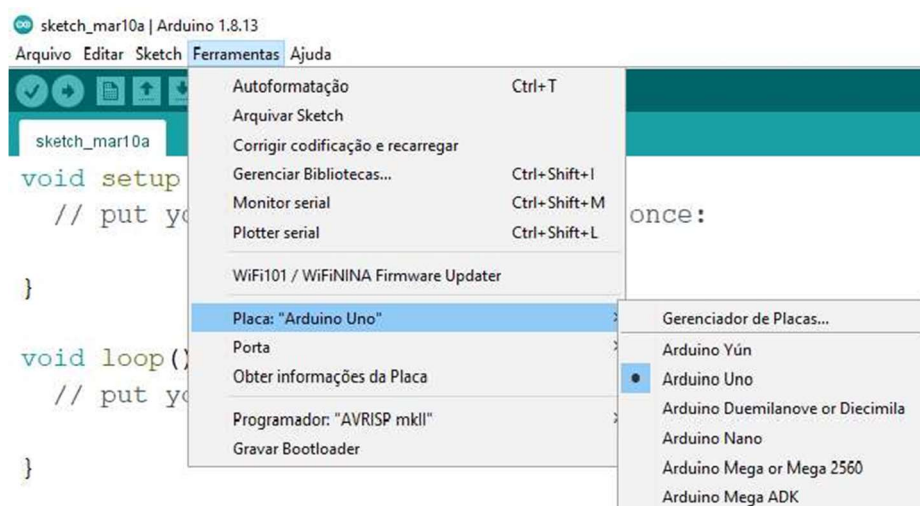 sketch_mar10a | Arduino 1.8.13
Arquivo Editar Sketch Ferramentas Ajuda
sketch_mar10a
Autoformatação Ctrl+T
Arquivar Sketch
Corrigir codificação e recarregar
Gerenciar Bibliotecas... Ctrl+Shift+I
Monitor serial Ctrl+Shift+M
Plotter serial Ctrl+Shift+L
WiFi101 / WiFiNINA Firmware Updater
Placa: "Arduino Uno"
Porta
Obter informações da Placa
Programador: "AVRISP mkII"
Gravar Bootloader
Gerenciador de Placas...
Arduino Yún
Arduino Uno
Arduino Duemilanove or Diecimila
Arduino Nano
Arduino Mega or Mega 2560
Arduino Mega ADK
void setup
// put yo once:
}
void loop()
// put yo
}